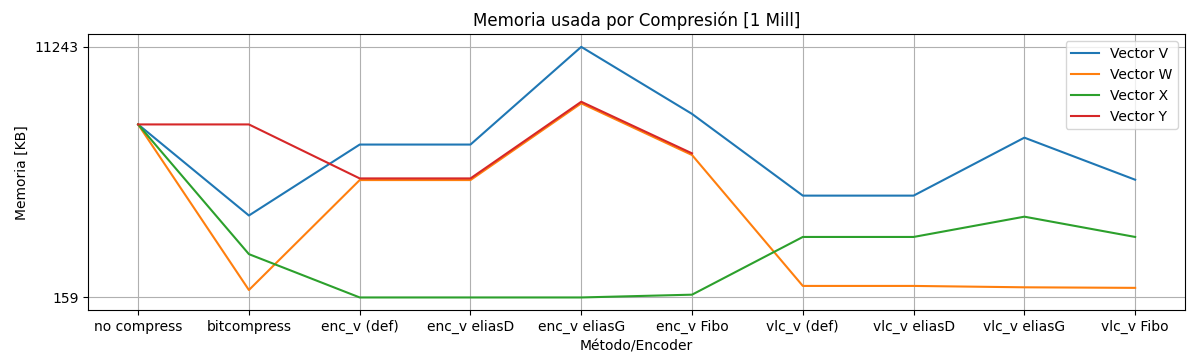 Memoria usada por Compresión [1 Mill]
Memoria [KB]
11243
159
Vector V
Vector W
Vector X
Vector Y
no compress
bitcompress
enc_v (def)
enc_v eliasD
enc_v eliasG
enc_v Fibo
vlc_v (def)
vlc_v eliasD
vlc_v eliasG
vlc_v Fibo
Método/Encoder